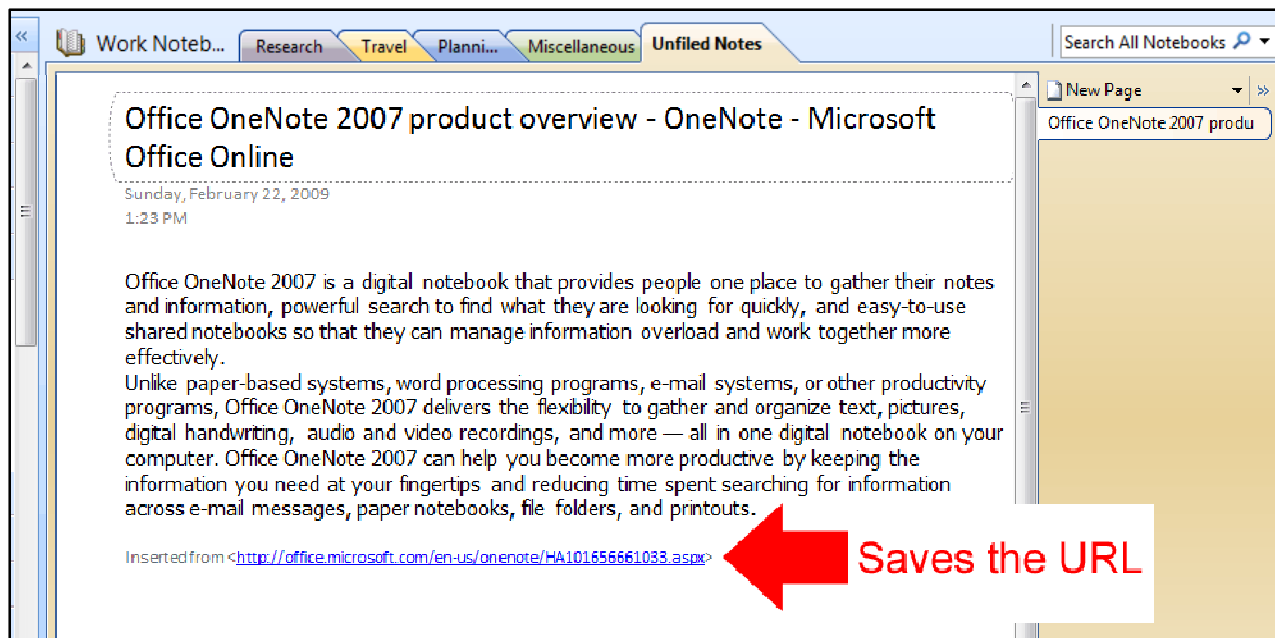 «
Work Noteb...
Research
Travel
Planni...
Miscellaneous
Unfiled Notes
Search All Notebooks
New Page
»
Office OneNote 2007 produ
Office OneNote 2007 product overview - OneNote - Microsoft
Office Online
Sunday, February 22, 2009
1:23 PM
Office OneNote 2007 is a digital notebook that provides people one place to gather their notes
and information, powerful search to find what they are looking for quickly, and easy-to-use
shared notebooks so that they can manage information overload and work together more
effectively.
Unlike paper-based systems, word processing programs, e-mail systems, or other productivity
programs, Office OneNote 2007 delivers the flexibility to gather and organize text, pictures,
digital handwriting, audio and video recordings, and more — all in one digital notebook on your
computer. Office OneNote 2007 can help you become more productive by keeping the
information you need at your fingertips and reducing time spent searching for information
across e-mail messages, paper notebooks, file folders, and printouts.
Inserted from <http://office.microsoft.com/en-us/onenote/HA101656661033.aspx>
Saves the URL